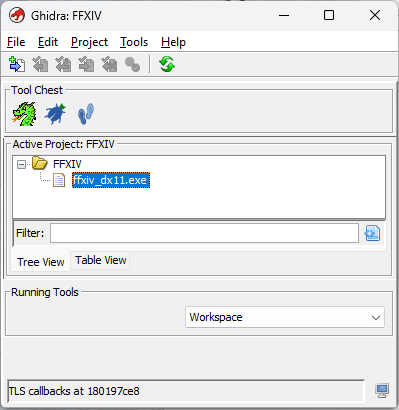 Ghidra: FFXIV
File Edit Project Tools Help
Tool Chest
Active Project: FFXIV
FFXIV
ffxiv_dx11.exe
Filter:
Tree View Table View
Running Tools
Workspace
TLS callbacks at 180197ce8